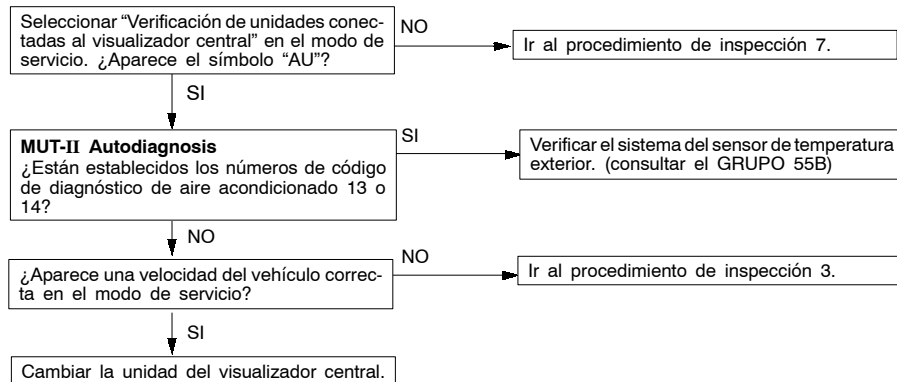 Seleccionar “Verificación de unidades conec-
tadas al visualizador central” en el modo de
servicio. ¿Aparece el símbolo “AU”?
NO
Ir al procedimiento de inspección 7.
SI
MUT-II Autodiagnosis
¿Están establecidos los números de código
de diagnóstico de aire acondicionado 13 o
14?
SI
Verificar el sistema del sensor de temperatura
exterior. (consultar el GRUPO 55B)
NO
¿Aparece una velocidad del vehículo correc-
ta en el modo de servicio?
NO
Ir al procedimiento de inspección 3.
SI
Cambiar la unidad del visualizador central.